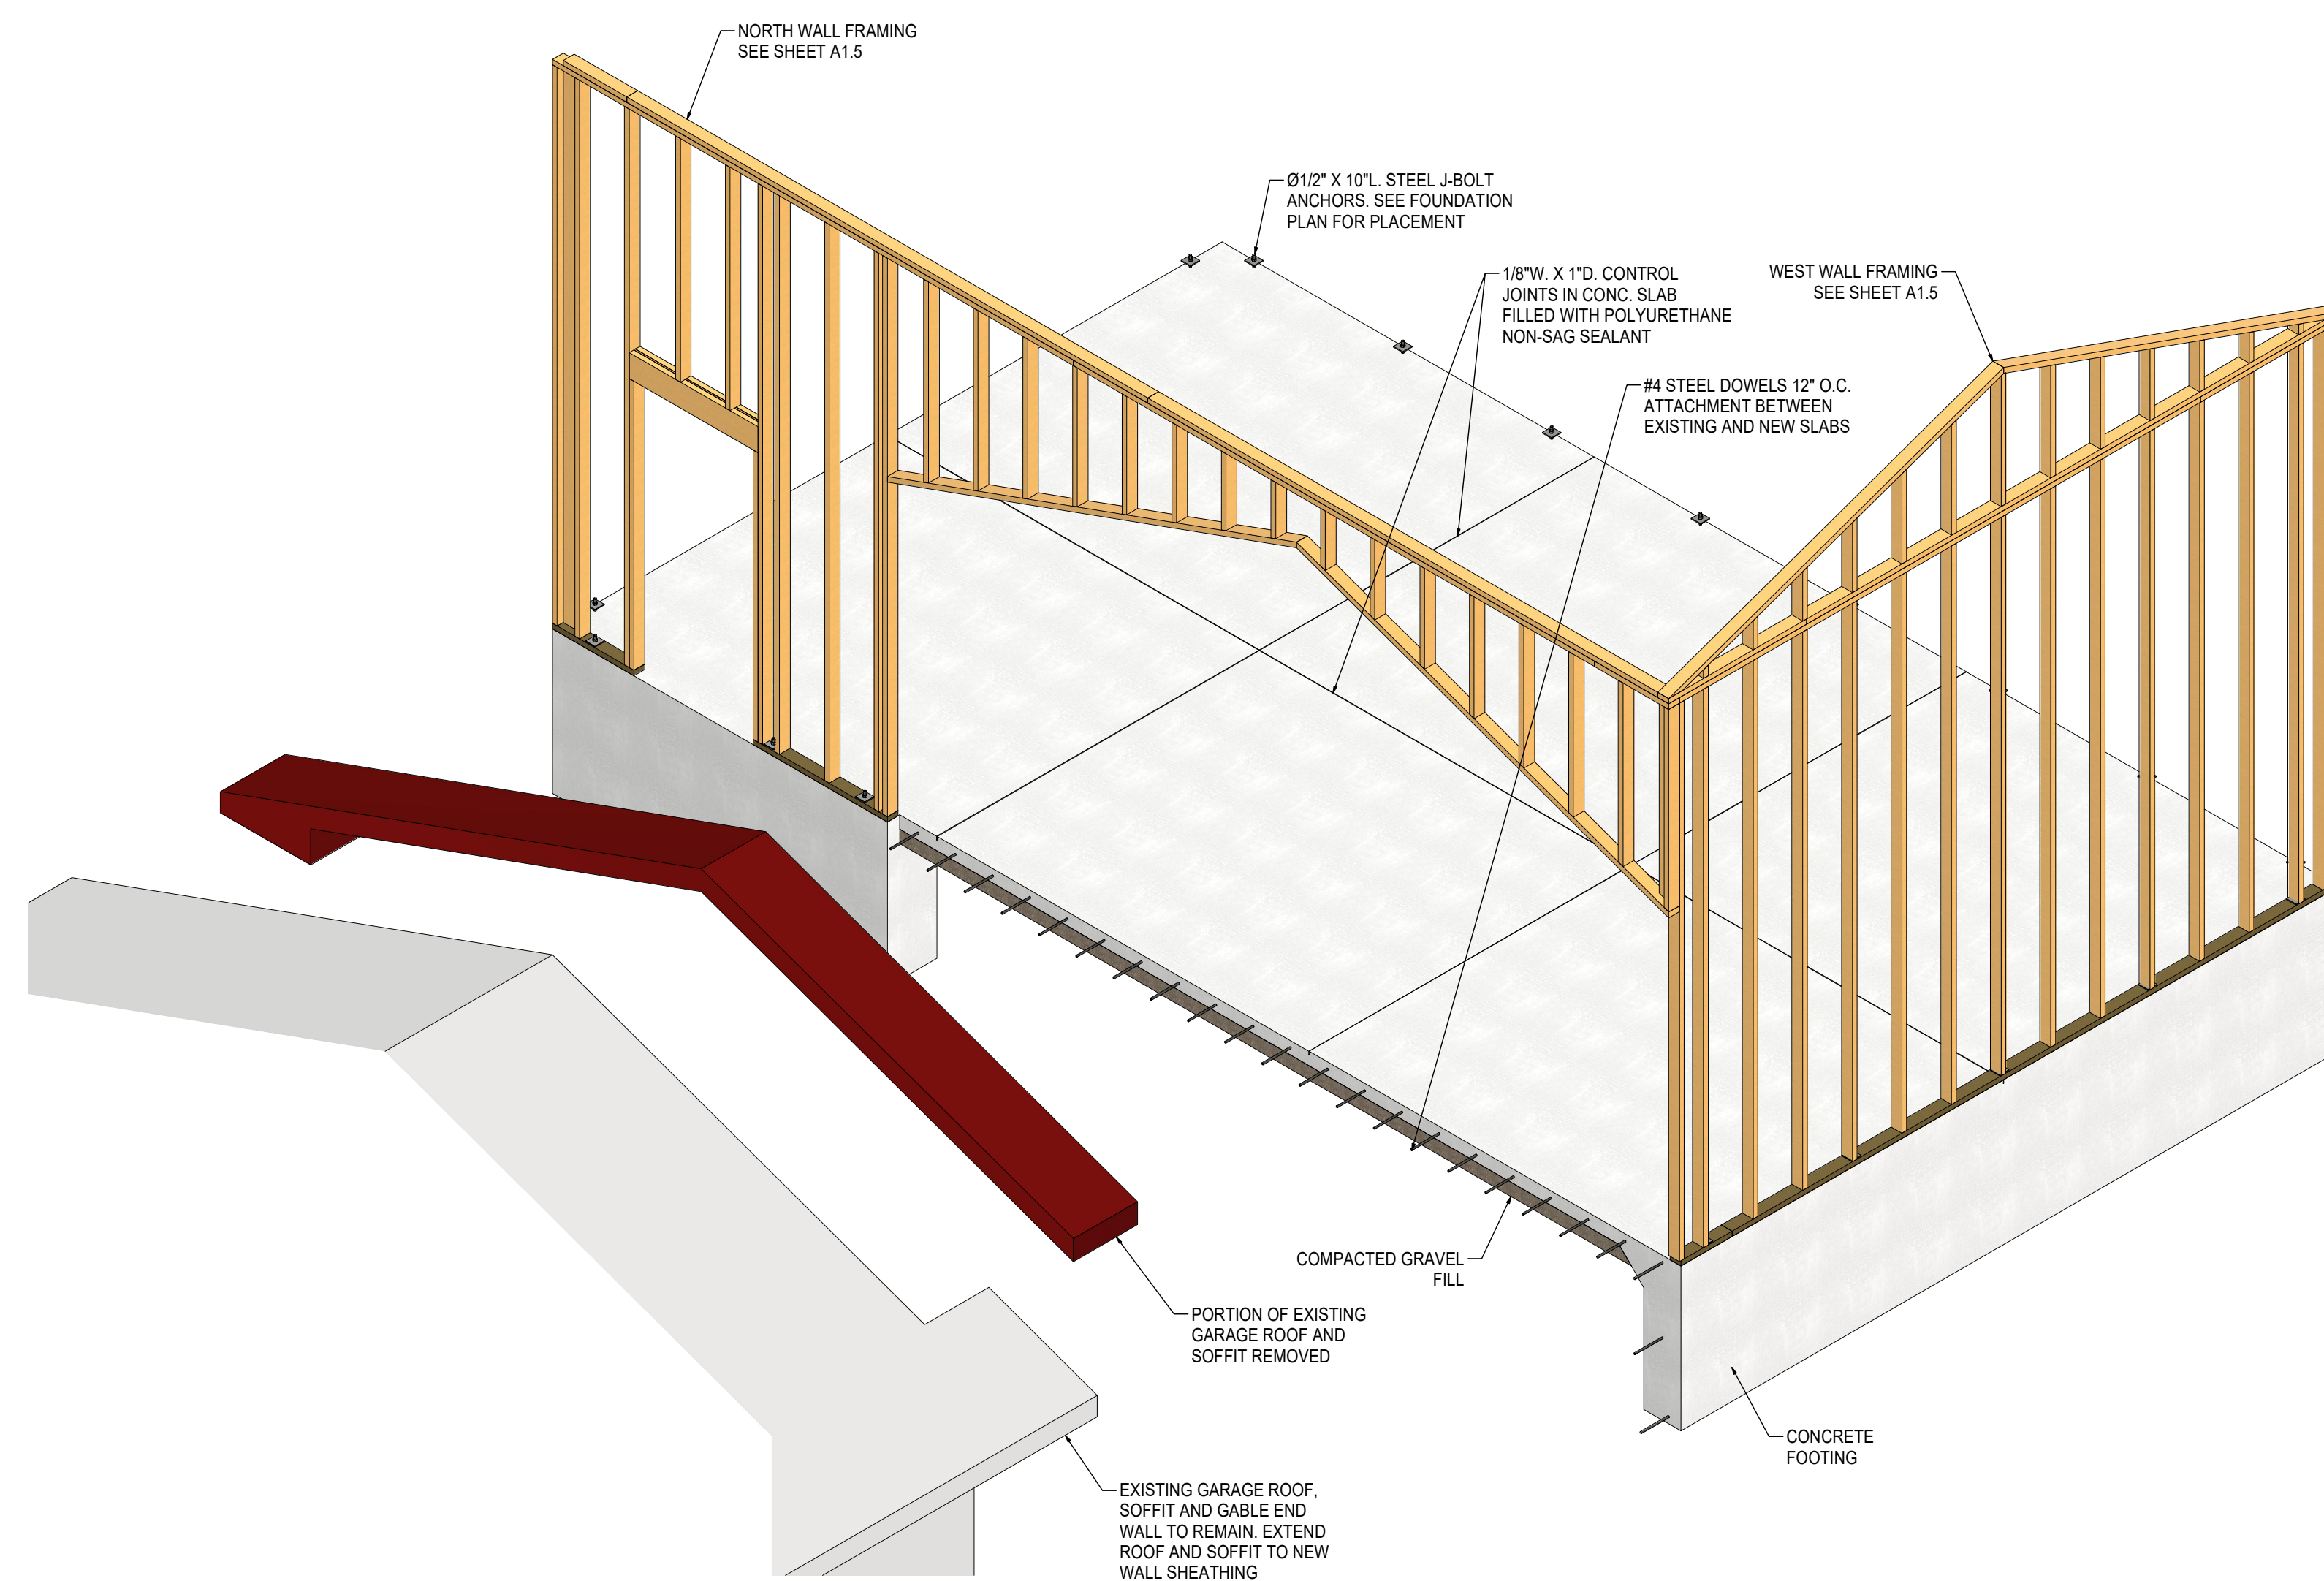 NORTH WALL FRAMING
SEE SHEET A1.5
Ø1/2" X 10"L. STEEL J-BOLT
ANCHORS. SEE FOUNDATION
PLAN FOR PLACEMENT
1/8"W. X 1"D. CONTROL
JOINTS IN CONC. SLAB
FILLED WITH POLYURETHANE
NON-SAG SEALANT
WEST WALL FRAMING
SEE SHEET A1.5
#4 STEEL DOWELS 12" O.C.
ATTACHMENT BETWEEN
EXISTING AND NEW SLABS
COMPACTED GRAVEL
FILL
PORTION OF EXISTING
GARAGE ROOF AND
SOFFIT REMOVED
CONCRETE
FOOTING
EXISTING GARAGE ROOF,
SOFFIT AND GABLE END
WALL TO REMAIN. EXTEND
ROOF AND SOFFIT TO NEW
WALL SHEATHING